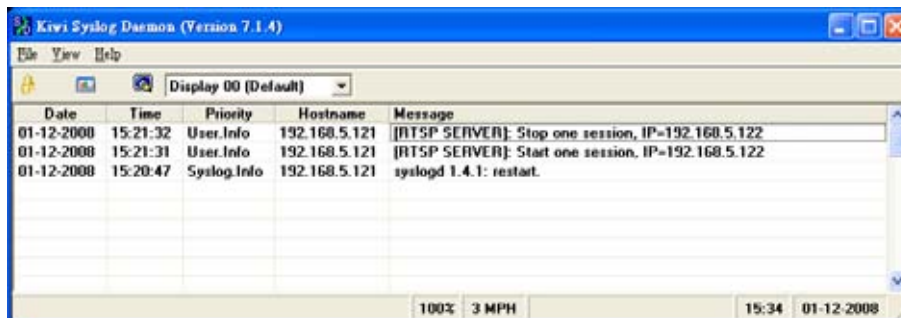 Kiwi Syslog Daemon (Version 7.1.4)
File View Help
Display 00 (Default)
Date Time Priority Hostname Message
01-12-2008 15:21:32 User.Info 192.168.5.121 [RTSP SERVER]: Stop one session, IP=192.168.5.122
01-12-2008 15:21:31 User.Info 192.168.5.121 [RTSP SERVER]: Start one session, IP=192.168.5.122
01-12-2008 15:20:47 Syslog.Info 192.168.5.121 syslogd 1.4.1: restart.
100% 3 MPH 15:34 01-12-2008